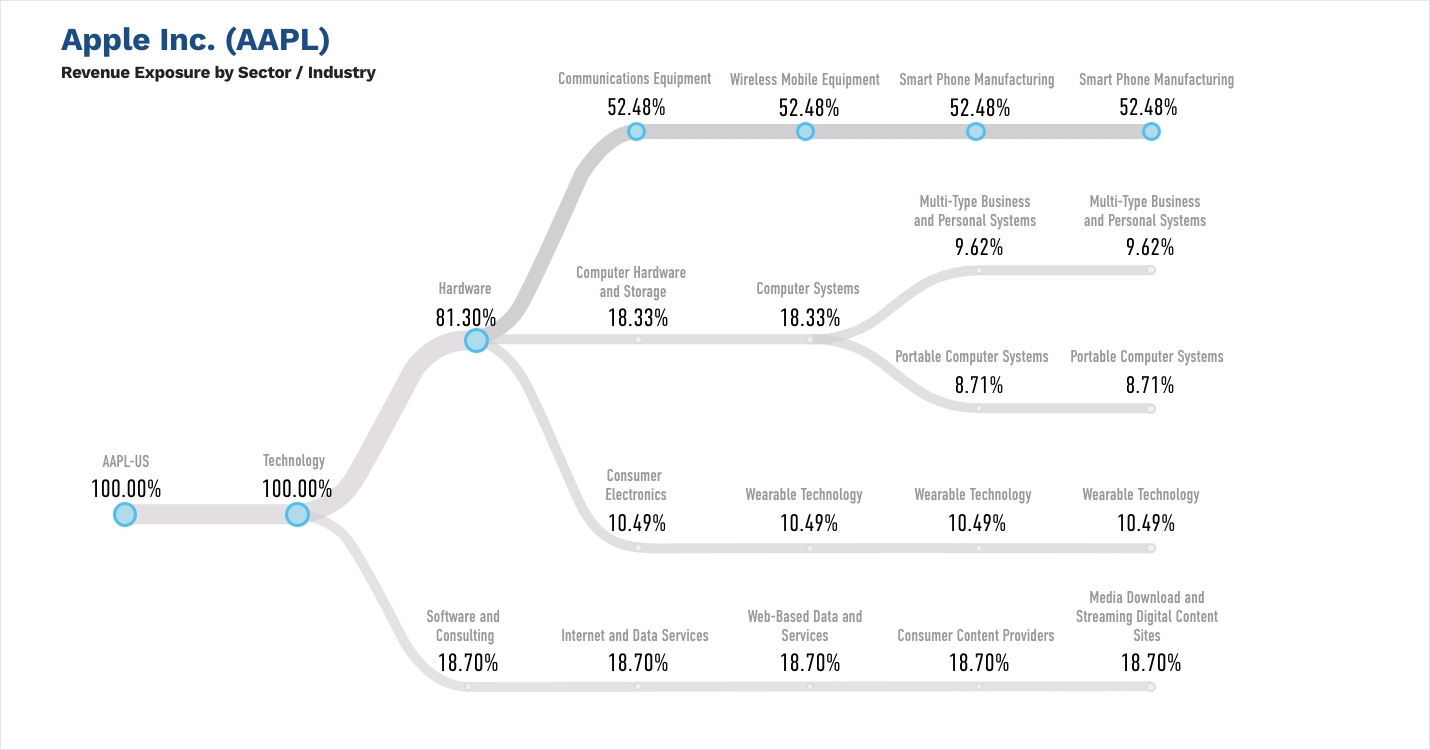 Apple Inc. (AAPL)
Revenue Exposure by Sector / Industry
Communications Equipment
52.48%
Wireless Mobile Equipment
52.48%
Smart Phone Manufacturing
52.48%
Smart Phone Manufacturing
52.48%
Multi-Type Business
and Personal Systems
9.62%
Multi-Type Business
and Personal Systems
9.62%
Hardware
81.30%
Computer Hardware
and Storage
18.33%
Computer Systems
18.33%
Portable Computer Systems
8.71%
Portable Computer Systems
8.71%
AAPL-US
100.00%
Technology
100.00%
Consumer
Electronics
10.49%
Wearable Technology
10.49%
Wearable Technology
10.49%
Wearable Technology
10.49%
Software and
Consulting
18.70%
Internet and Data Services
18.70%
Web-Based Data and
Services
18.70%
Consumer Content Providers
18.70%
Media Download and
Streaming Digital Content
Sites
18.70%